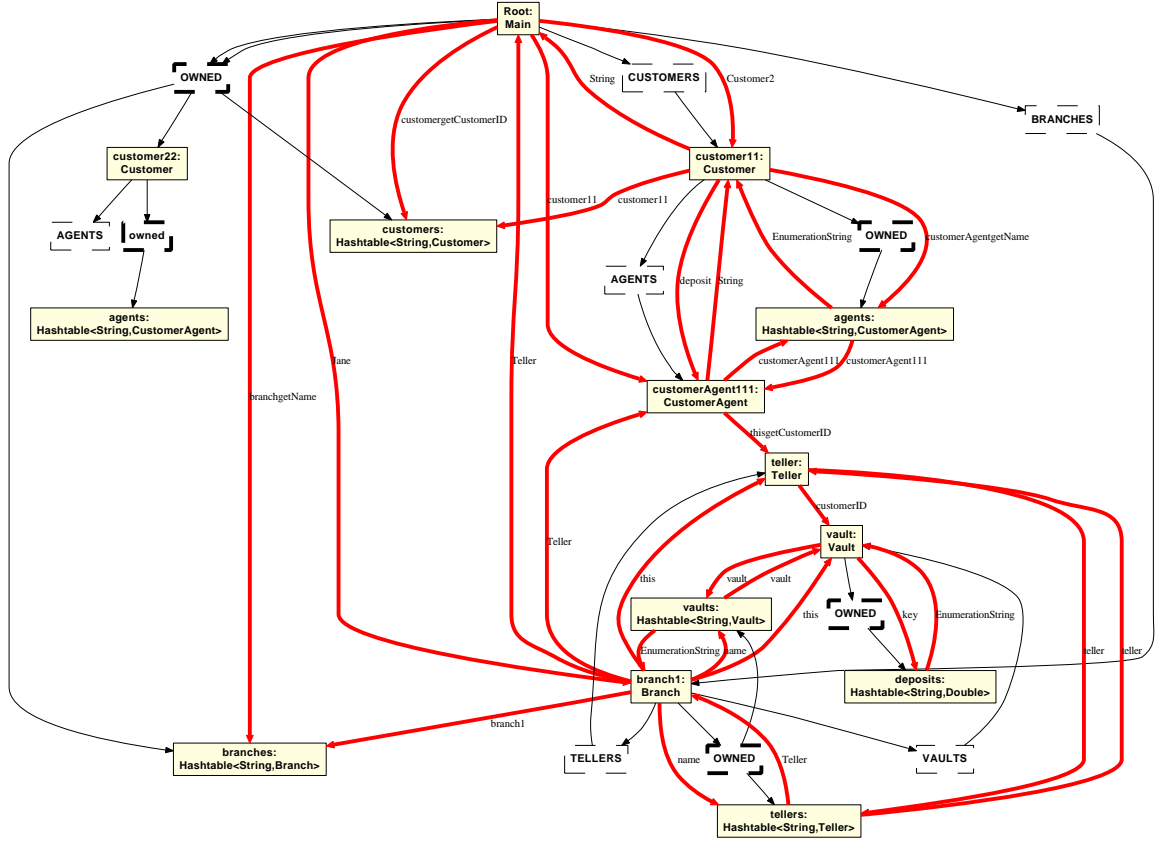 Root:
Main
OWNED
String
CUSTOMERS
Customer2
BRANCHES
customergetCustomerID
customer22:
Customer
customer11:
Customer
AGENTS
owned
customers:
Hashtable<String,Customer>
customer11
customer11
EnumerationString
OWNED
customerAgentgetName
AGENTS
deposit
String
agents:
Hashtable<String,CustomerAgent>
agents:
Hashtable<String,CustomerAgent>
Jane
Teller
customerAgent111
customerAgent111
branchgetName
customerAgent111:
CustomerAgent
thisgetCustomerID
teller:
Teller
customerID
vault:
Vault
Teller
this
vault
vault
vaults:
Hashtable<String,Vault>
this
OWNED
key
EnumerationString
EnumerationString
name
teller
teller
branch1:
Branch
deposits:
Hashtable<String,Double>
branch1
branches:
Hashtable<String,Branch>
TELLERS
name
OWNED
Teller
VAULTS
tellers:
Hashtable<String,Teller>